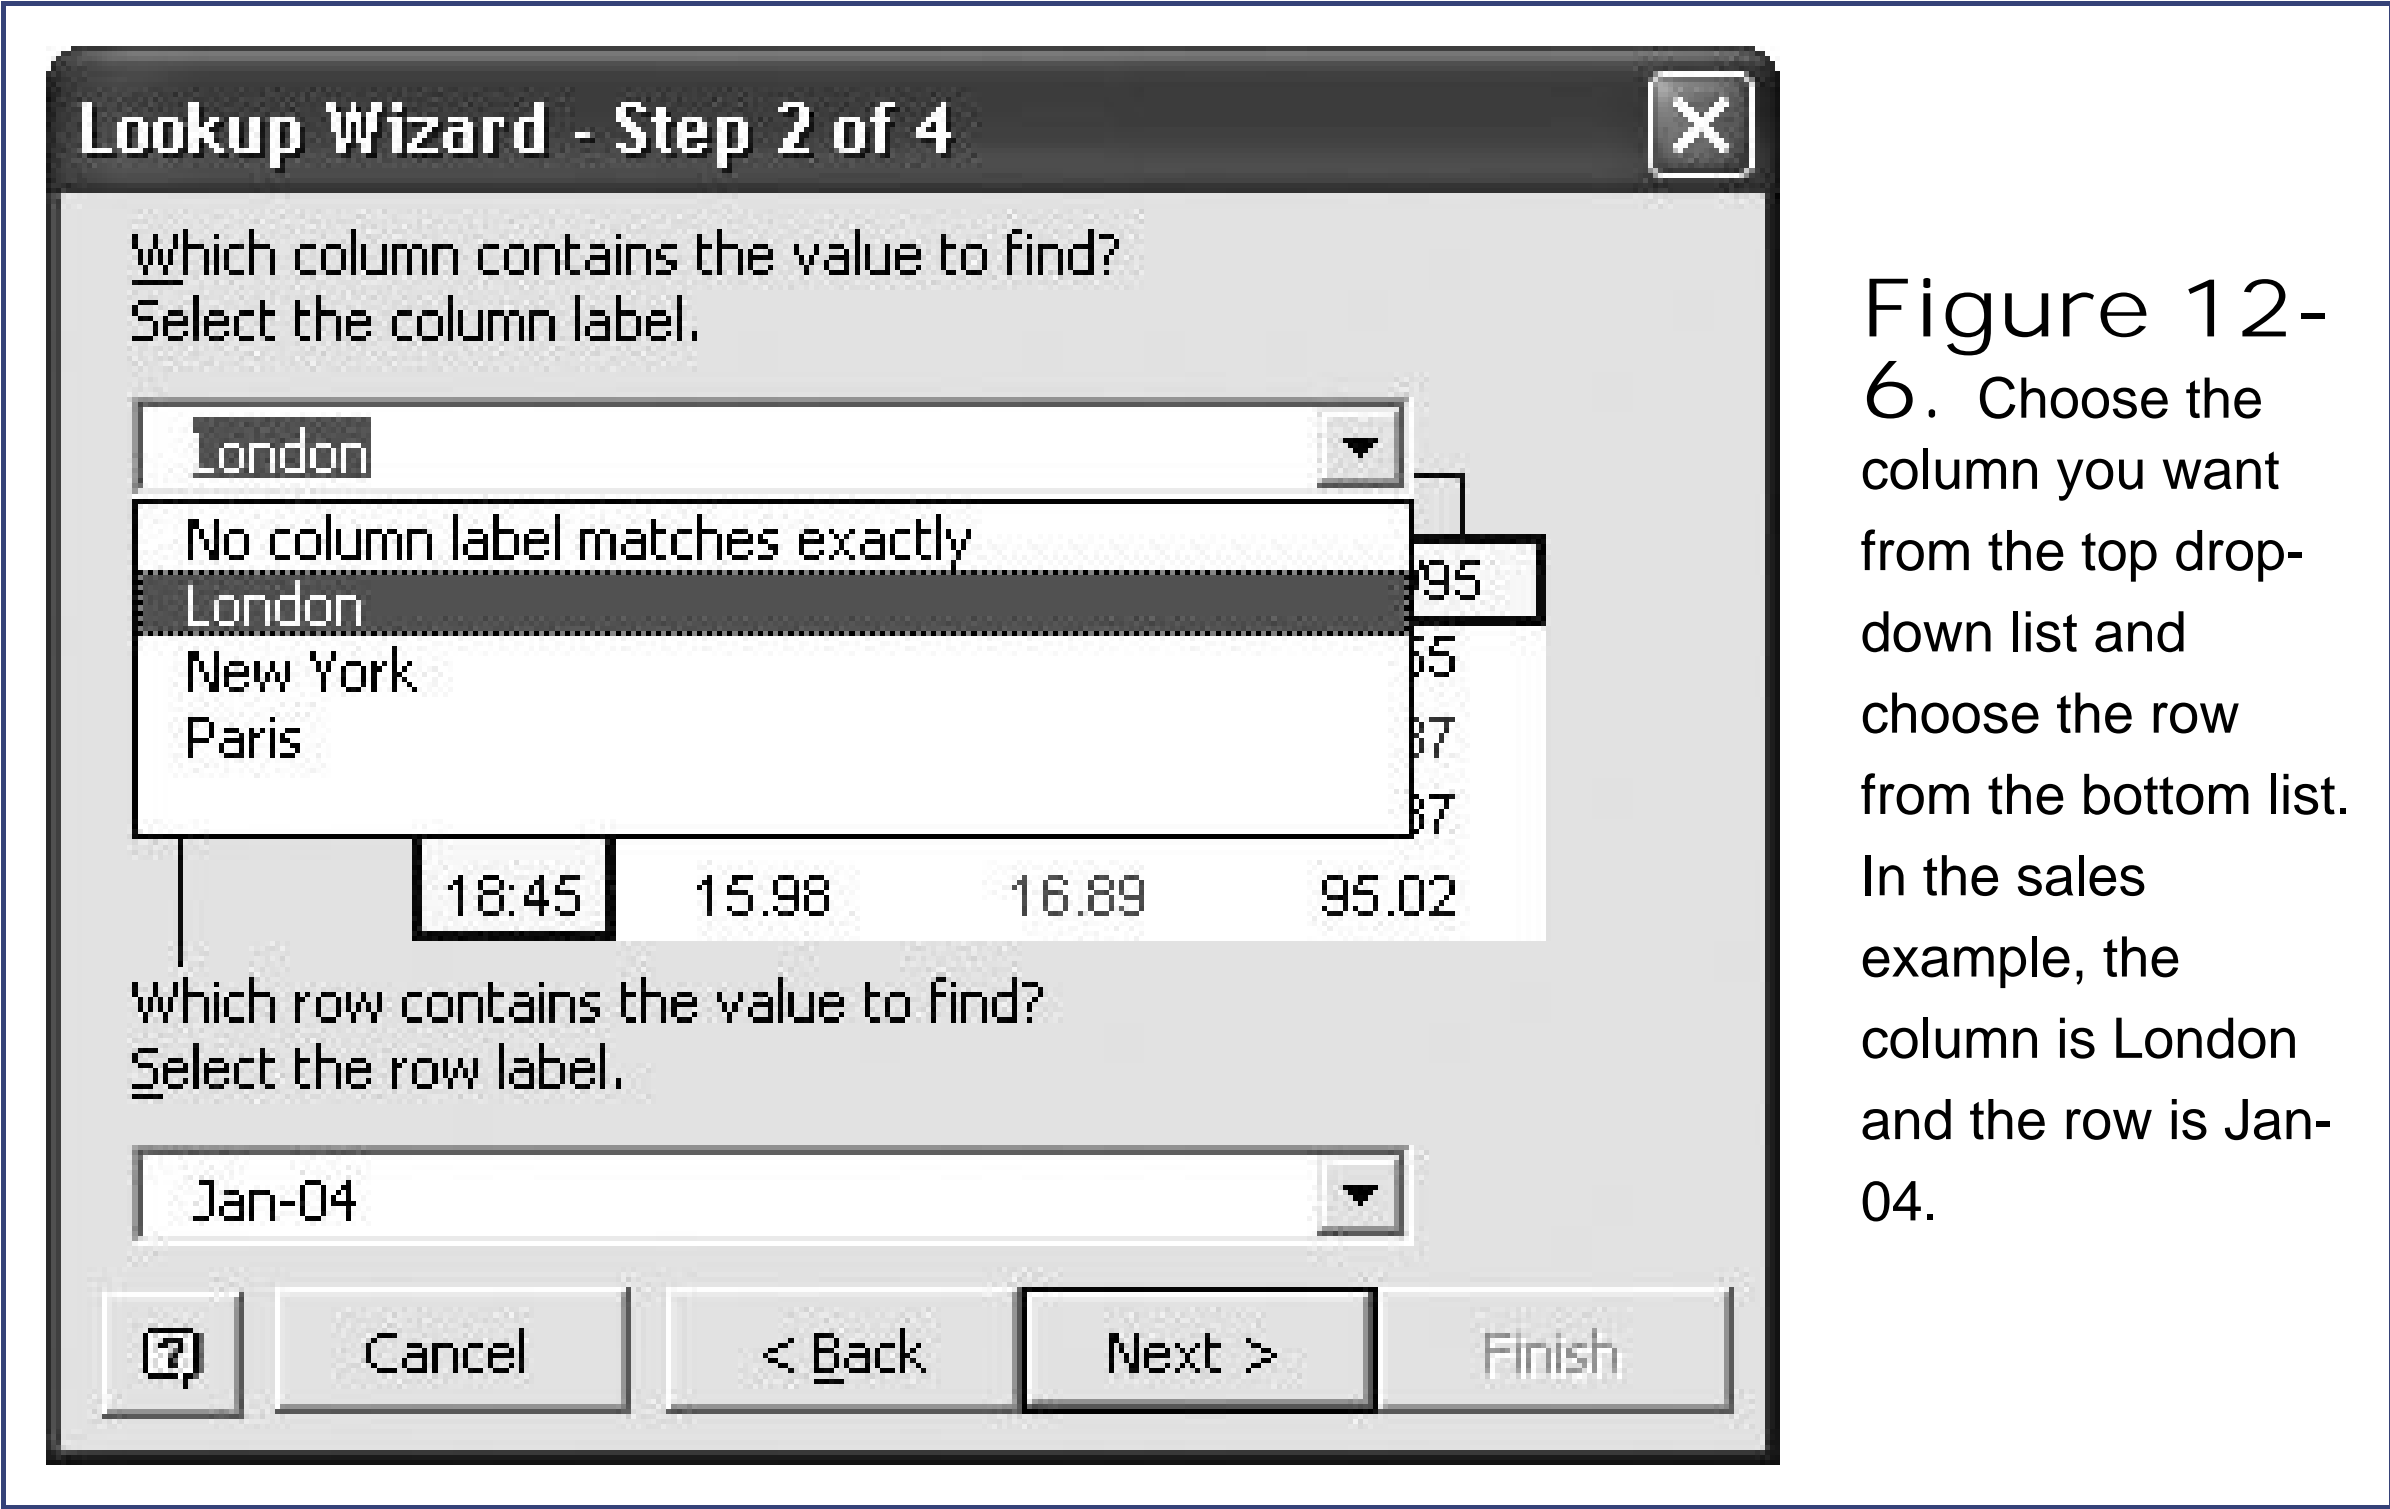 Lookup Wizard - Step 2 of 4
Which column contains the value to find?
Select the column label.
London
No column label matches exactly
London
New York
Paris
18:45 15.98 16.89 95.02
Which row contains the value to find?
Select the row label.
Jan-04
Cancel < Back Next > Finish
Figure 12-
6. Choose the
column you want
from the top drop-
down list and
choose the row
from the bottom list.
In the sales
example, the
column is London
and the row is Jan-
04.